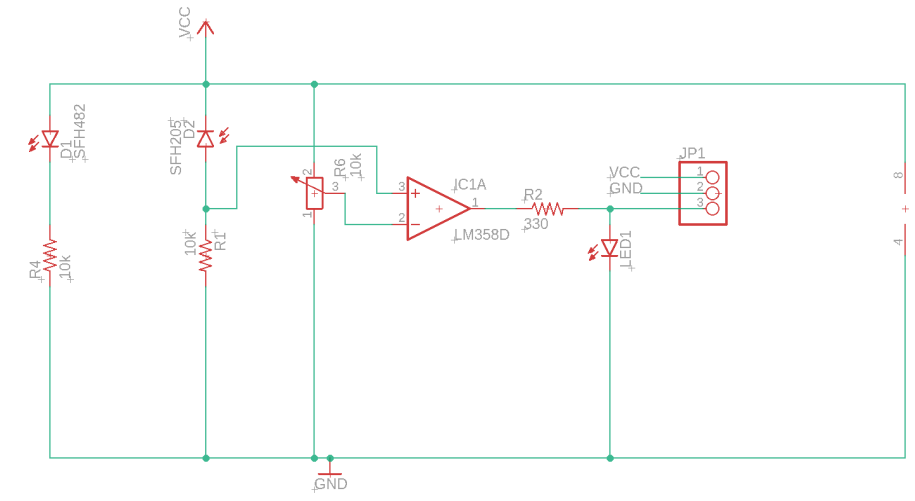 VCC
D1
SFH482
SFH205
D2
R4
10k
10k
R1
2
R6
10k
3
1
3
2
IC1A
1
LM358D
R2
330
LED1
VCC
GND
JP1
1
2
3
8
4
GND